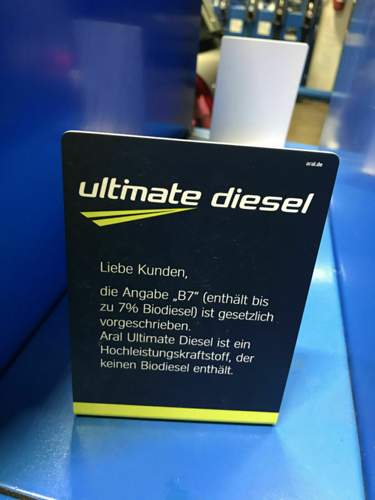 aral.de
ultimate diesel
Liebe Kunden,
die Angabe „B7" (enthält bis
zu 7% Biodiesel) ist gesetzlich
vorgeschrieben.
Aral Ultimate Diesel ist ein
Hochleistungskraftstoff, der
keinen Biodiesel enthält.